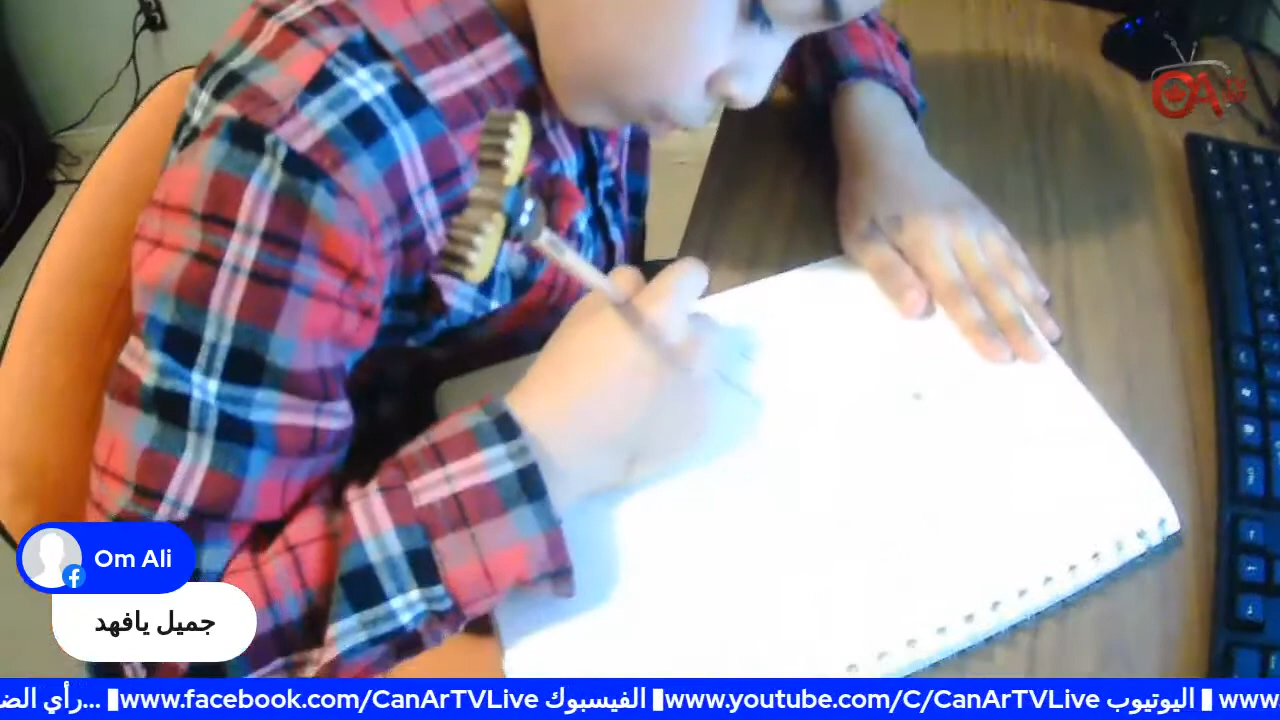 Om Ali
جميل يافهد
رأي الض... ▮www.facebook.com/CanArTVLive الفيسبوك ▮www.youtube.com/C/CanArTVLive اليوتيوب ▮ www